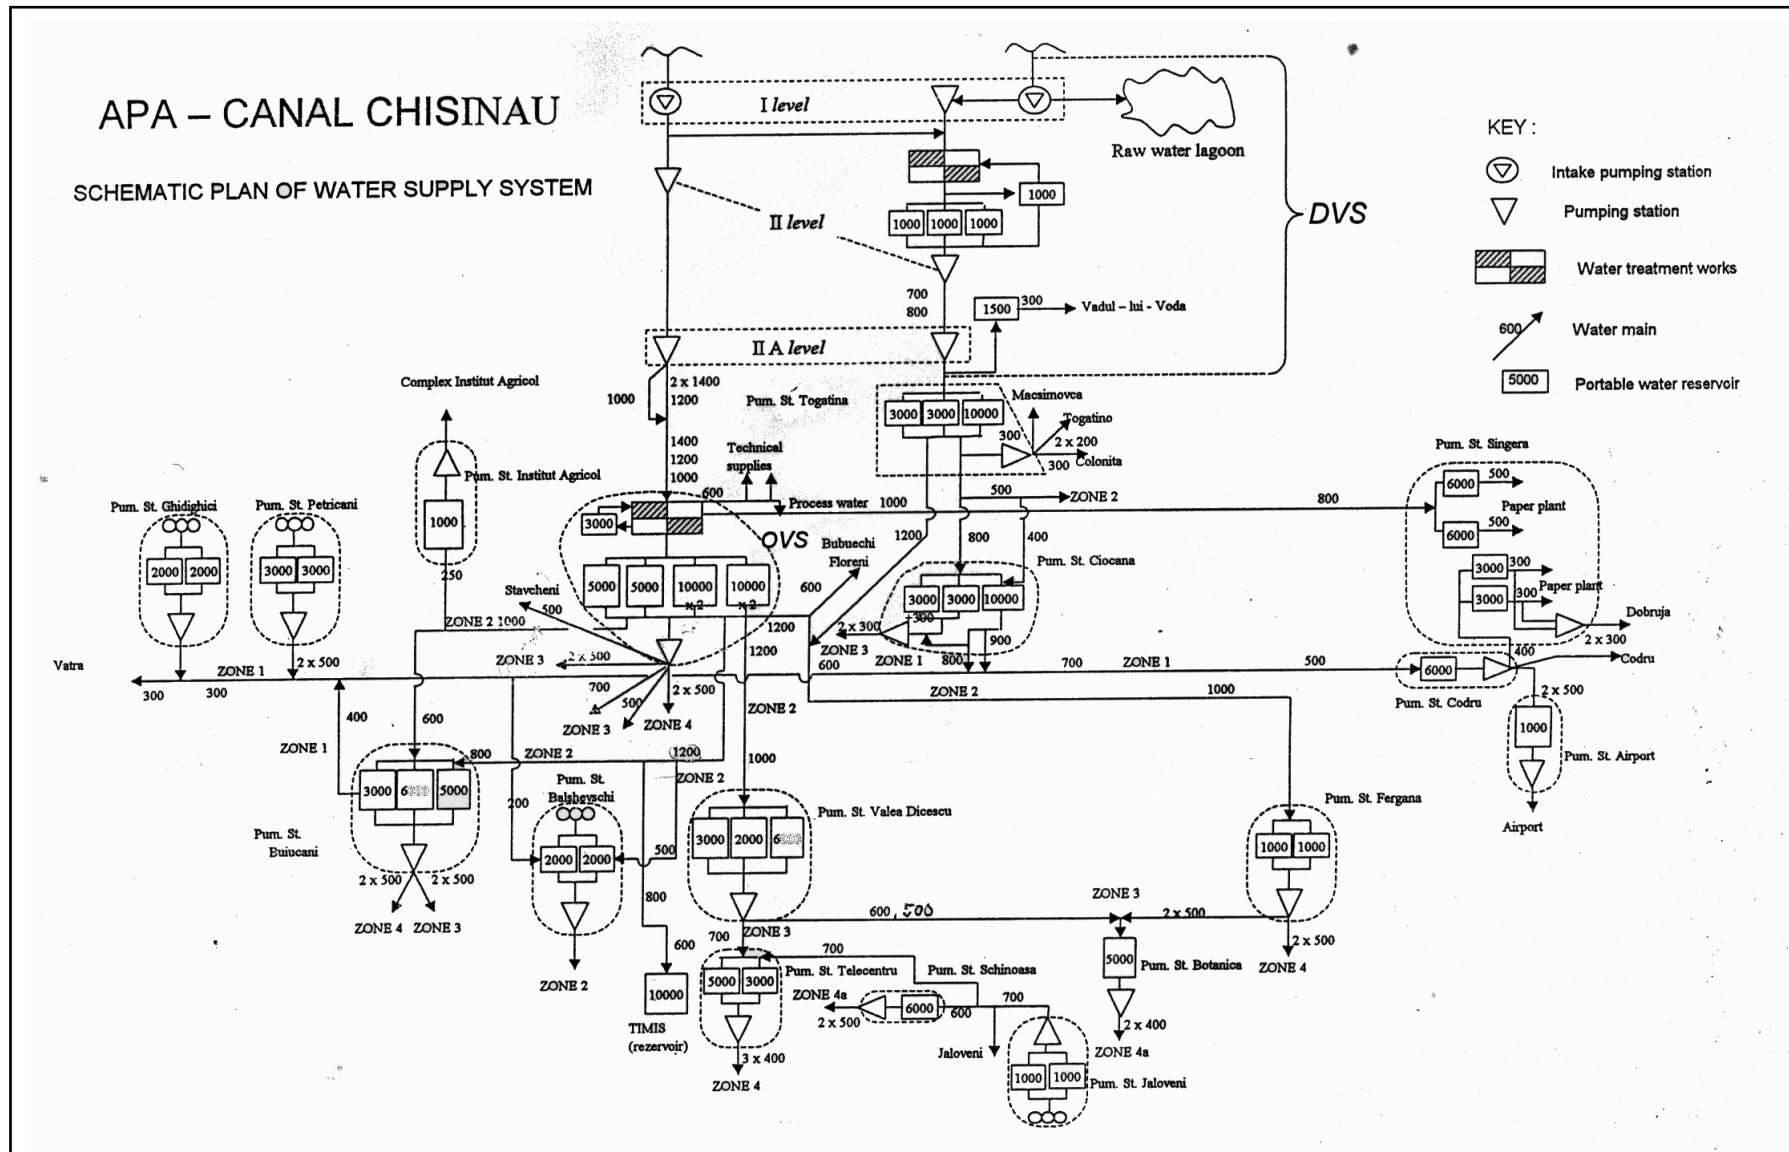 APA – CANAL CHISINAU
SCHEMATIC PLAN OF WATER SUPPLY SYSTEM
I level
Raw water lagoon
KEY :
Intake pumping station
Pumping station
Water treatment works
600
Water main
5000
Portable water reservoir
1000
1000 1000 1000
II level
DVS
700
800
1500
300
Vadul – lui - Voda
II A level
Complex Institut Agricol
1000
2 x 1400
1200
Pum. St. Togatina
3000 3000 10000
Macsimovca
Togatino
300
2 x 200
300
Colonita
1400
1200
1000
Technical
supplies
600
Process water
1000
500
ZONE 2
800
Pum. St. Singera
6000
500
Paper plant
6000
500
3000
300
Paper plant
3000
300
Dobruja
2 x 300
400
Codru
Pum. St. Ghidighici
2000 2000
Pum. St. Petricani
3000 3000
Pum. St. Institut Agricol
1000
250
3000
OVS
5000 5000 10000 10000
x 2 x 2
Bubuechi
Floreni
600
1200
800
400
Pum. St. Ciocana
3000 3000 10000
300
2 x 300
ZONE 3
900
ZONE 1
800
Stavcheni
500
ZONE 2 1000
1200
1200
600
Vatra
300
300
ZONE 1
2 x 500
ZONE 3
2 x 500
700
500
2 x 500
ZONE 3
ZONE 4
ZONE 2
700
ZONE 1
500
ZONE 2
1000
6000
Pum. St. Codru
2 x 500
1000
Pum. St. Airport
Airport
400
ZONE 1
600
800
ZONE 2
1200
ZONE 2
1000
3000 6000 5000
Pum. St.
Buiucani
2 x 500 2 x 500
ZONE 4 ZONE 3
200
Pum. St.
Balshevschi
2000 2000
500
ZONE 2
800
600
10000
TIMIS
(rezervoir)
Pum. St. Valea Dicescu
3000 2000 6000
600, 500
ZONE 3
700
ZONE 3
2 x 500
Pum. St. Fergana
1000 1000
2 x 500
ZONE 4
5000
Pum. St. Botanica
2 x 400
ZONE 4a
700
5000 3000
Pum. St. Telecentru
3 x 400
ZONE 4
Pum. St. Schinoasa
ZONE 4a
2 x 500
6000
600
700
Jaloveni
1000 1000
Pum. St. Jaloveni